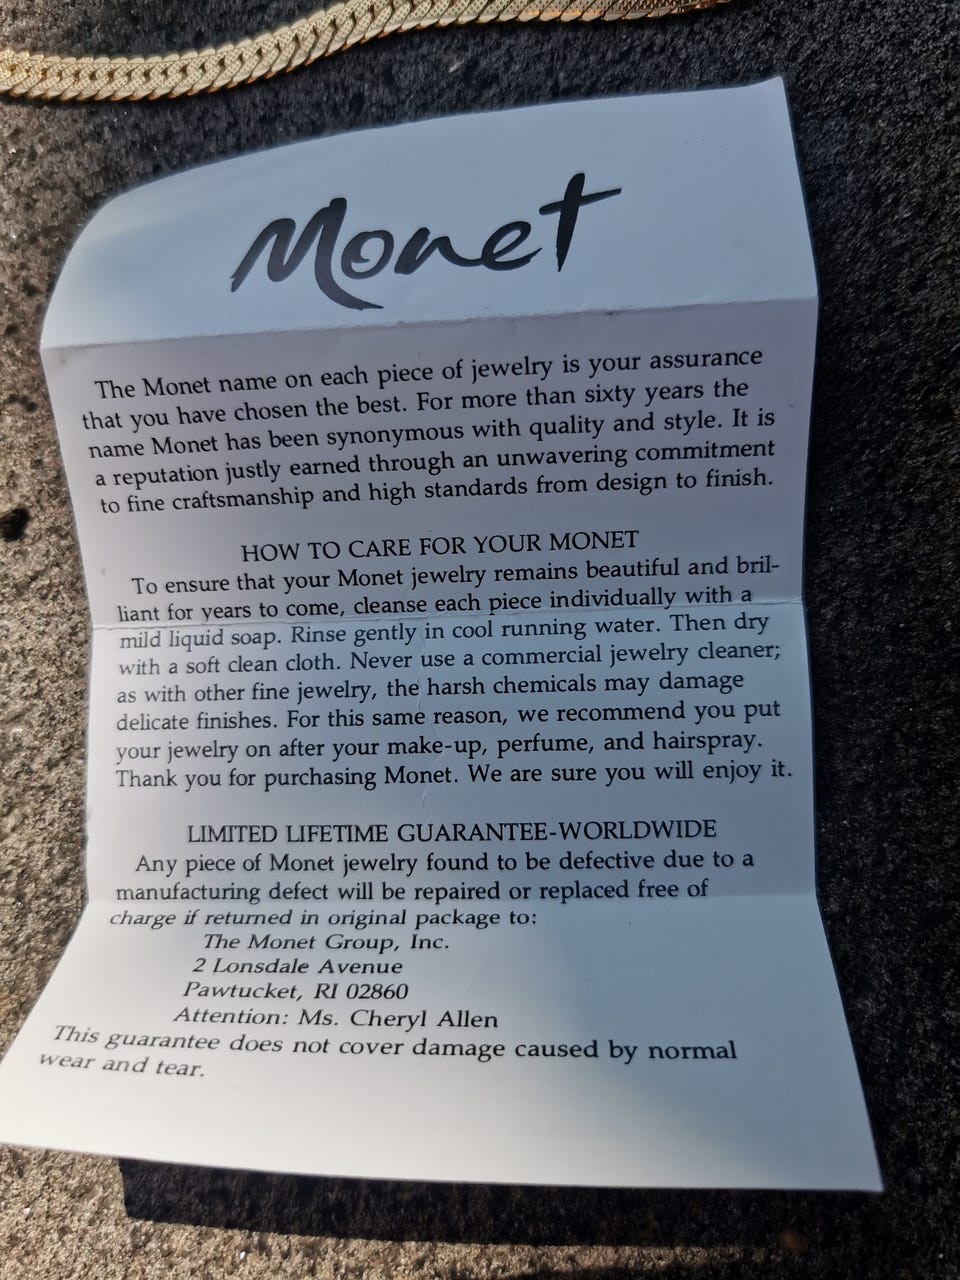 Monet
The Monet name on each piece of jewelry is your assurance
that you have chosen the best. For more than sixty years the
name Monet has been synonymous with quality and style. It is
a reputation justly earned through an unwavering commitment
to fine craftsmanship and high standards from design to finish.
HOW TO CARE FOR YOUR MONET
To ensure that your Monet jewelry remains beautiful and bril-
liant for years to come, cleanse each piece individually with a
mild liquid soap. Rinse gently in cool running water. Then dry
with a soft clean cloth. Never use a commercial jewelry cleaner;
as with other fine jewelry, the harsh chemicals may damage
delicate finishes. For this same reason, we recommend you put
your jewelry on after your make-up, perfume, and hairspray.
Thank you for purchasing Monet. We are sure you will enjoy it.
LIMITED LIFETIME GUARANTEE-WORLDWIDE
Any piece of Monet jewelry found to be defective due to a
manufacturing defect will be repaired or replaced free of
charge if returned in original package to:
The Monet Group, Inc.
2 Lonsdale Avenue
Pawtucket, RI 02860
Attention: Ms. Cheryl Allen
This guarantee does not cover damage caused by normal
wear and tear.